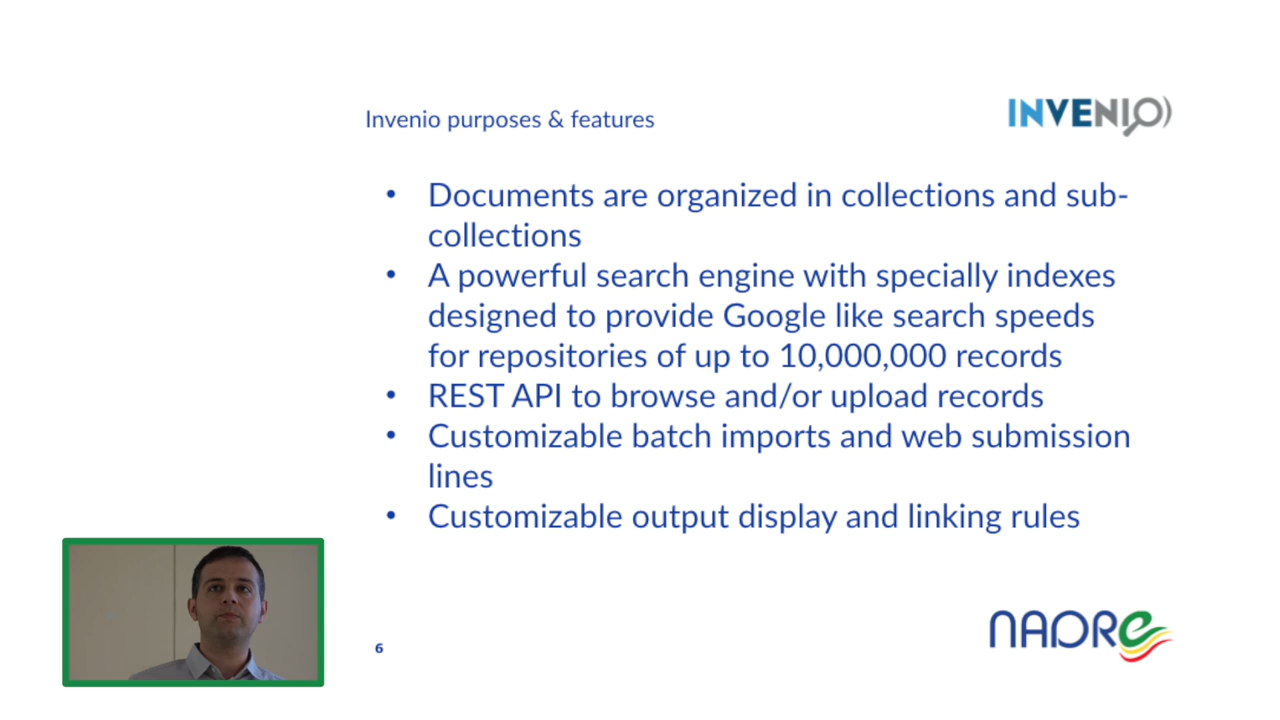 Invenio purposes & features
INVENIO
• Documents are organized in collections and sub-
collections
• A powerful search engine with specially indexes
designed to provide Google like search speeds
for repositories of up to 10,000,000 records
• REST API to browse and/or upload records
• Customizable batch imports and web submission
lines
• Customizable output display and linking rules
NADRe
6